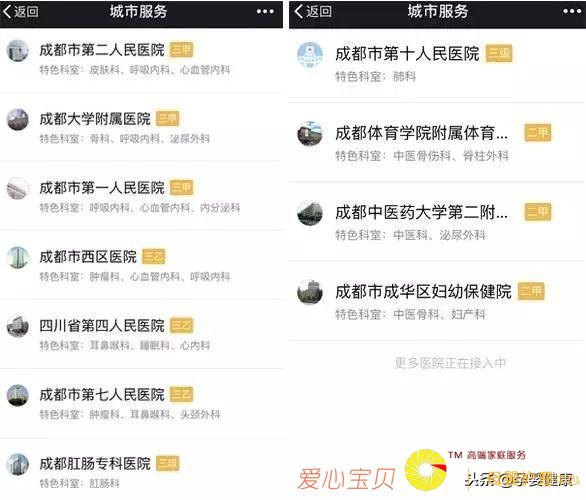 返回
城市服务
成都市第二人民医院 三甲
特色科室：皮肤科、呼吸内科、心血管内科
成都大学附属医院 三甲
特色科室：骨科、呼吸内科、泌尿外科
成都市第一人民医院 三甲
特色科室：呼吸内科、心血管内科、内分泌科
成都市西区医院 三乙
特色科室：肿瘤科、心血管内科、呼吸内科
四川省第四人民医院 三乙
特色科室：耳鼻喉科、睡眠科、心内科
成都市第七人民医院 三乙
特色科室：肿瘤科、耳鼻喉科、头颈外科
成都肛肠专科医院 三级
特色科室：肛肠科
返回
城市服务
成都市第十人民医院 三级
特色科室：肺科
成都体育学院附属体育... 二甲
特色科室：中医骨伤科、脊柱外科
成都中医药大学第二附... 二甲
特色科室：中医科、泌尿外科
成都市成华区妇幼保健院 二甲
特色科室：中医骨科、妇产科
更多医院正在接入中
爱心宝贝
TM 高端家庭服务
头条@孕婴健康